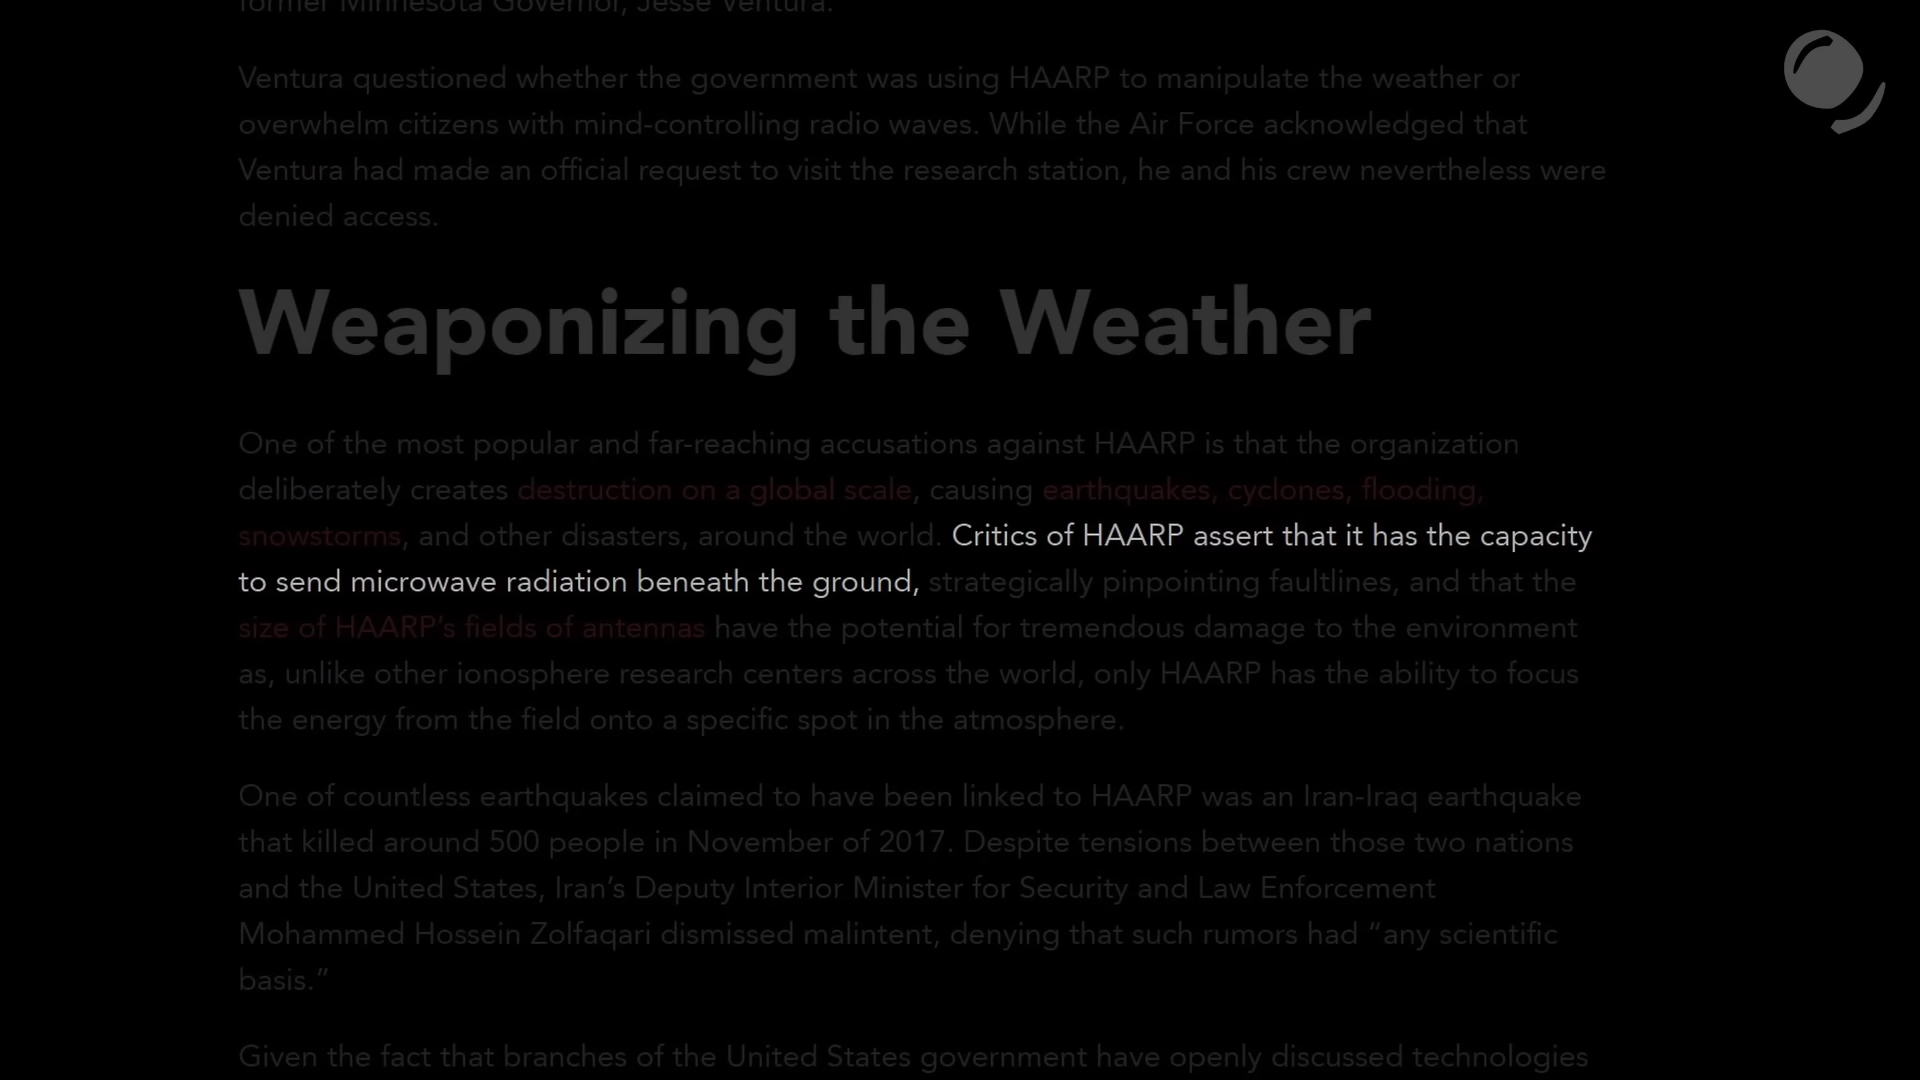 former Minnesota Governor, Jesse Ventura.
Ventura questioned whether the government was using HAARP to manipulate the weather or
overwhelm citizens with mind-controlling radio waves. While the Air Force acknowledged that
Ventura had made an official request to visit the research station, he and his crew nevertheless were
denied access.
Weaponizing the Weather
One of the most popular and far-reaching accusations against HAARP is that the organization
deliberately creates destruction on a global scale, causing earthquakes, cyclones, flooding,
snowstorms, and other disasters, around the world. Critics of HAARP assert that it has the capacity
to send microwave radiation beneath the ground, strategically pinpointing faultlines, and that the
size of HAARP’s fields of antennas have the potential for tremendous damage to the environment
as, unlike other ionosphere research centers across the world, only HAARP has the ability to focus
the energy from the field onto a specific spot in the atmosphere.
One of countless earthquakes claimed to have been linked to HAARP was an Iran-Iraq earthquake
that killed around 500 people in November of 2017. Despite tensions between those two nations
and the United States, Iran’s Deputy Interior Minister for Security and Law Enforcement
Mohammed Hossein Zolfaqari dismissed malintent, denying that such rumors had “any scientific
basis.”
Given the fact that branches of the United States government have openly discussed technologies